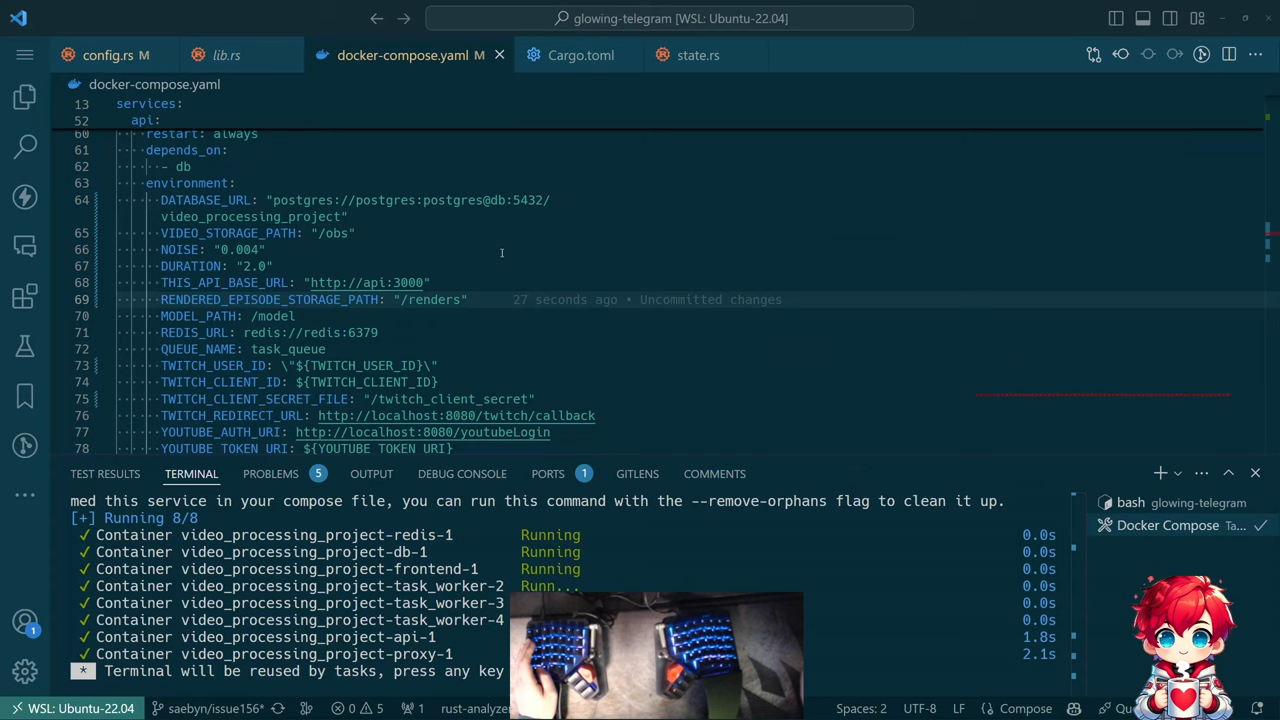 glowing-telegram [WSL: Ubuntu-22.04]
config.rs M
lib.rs
docker-compose.yaml M
Cargo.toml
state.rs
docker-compose.yaml
13 services:
52 api:
60 restart: always
61 depends_on:
62 - db
63 environment:
64 DATABASE_URL: "postgres://postgres:postgres@db:5432/
video_processing_project"
65 VIDEO_STORAGE_PATH: "/obs"
66 NOISE: "0.004"
67 DURATION: "2.0"
68 THIS_API_BASE_URL: "http://api:3000"
69 RENDERED_EPISODE_STORAGE_PATH: "/renders" 27 seconds ago • Uncommitted changes
70 MODEL_PATH: /model
71 REDIS_URL: redis://redis:6379
72 QUEUE_NAME: task_queue
73 TWITCH_USER_ID: \"${TWITCH_USER_ID}\"
74 TWITCH_CLIENT_ID: ${TWITCH_CLIENT_ID}
75 TWITCH_CLIENT_SECRET_FILE: "/twitch_client_secret"
76 TWITCH_REDIRECT_URL: http://localhost:8080/twitch/callback
77 YOUTUBE_AUTH_URI: http://localhost:8080/youtubeLogin
78 YOUTUBE_TOKEN_URI: ${YOUTUBE_TOKEN_URI}
TEST RESULTS TERMINAL PROBLEMS 5 OUTPUT DEBUG CONSOLE PORTS 1 GITLENS COMMENTS
med this service in your compose file, you can run this command with the --remove-orphans flag to clean it up.
[+] Running 8/8
✓ Container video_processing_project-redis-1 Running 0.0s
✓ Container video_processing_project-db-1 Running 0.0s
✓ Container video_processing_project-frontend-1 Running 0.0s
✓ Container video_processing_project-task_worker-2 Runn... 0.0s
✓ Container video_processing_project-task_worker-3 0.0s
✓ Container video_processing_project-task_worker-4 0.0s
✓ Container video_processing_project-api-1 1.8s
✓ Container video_processing_project-proxy-1 2.1s
* Terminal will be reused by tasks, press any key
bash glowing-telegram
Docker Compose Ta...
1
WSL: Ubuntu-22.04 saebyn/issue156* 0 5 1 rust-analyzer Spaces: 2 UTF-8 LF Compose